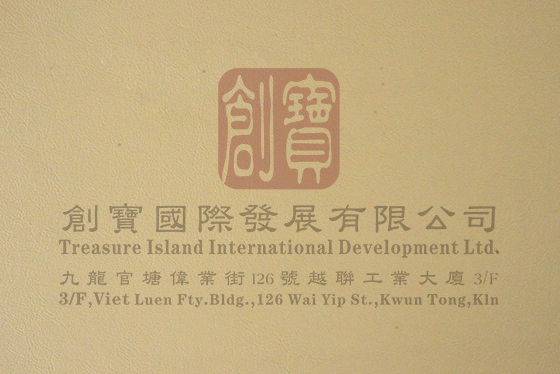 創寶
創寶國際發展有限公司
Treasure Island International Development Ltd.
九龍官塘偉業街126號越聯工業大廈3/F
3/F,Viet Luen Fty.Bldg.,126 Wai Yip St.,Kwun Tong,Kln